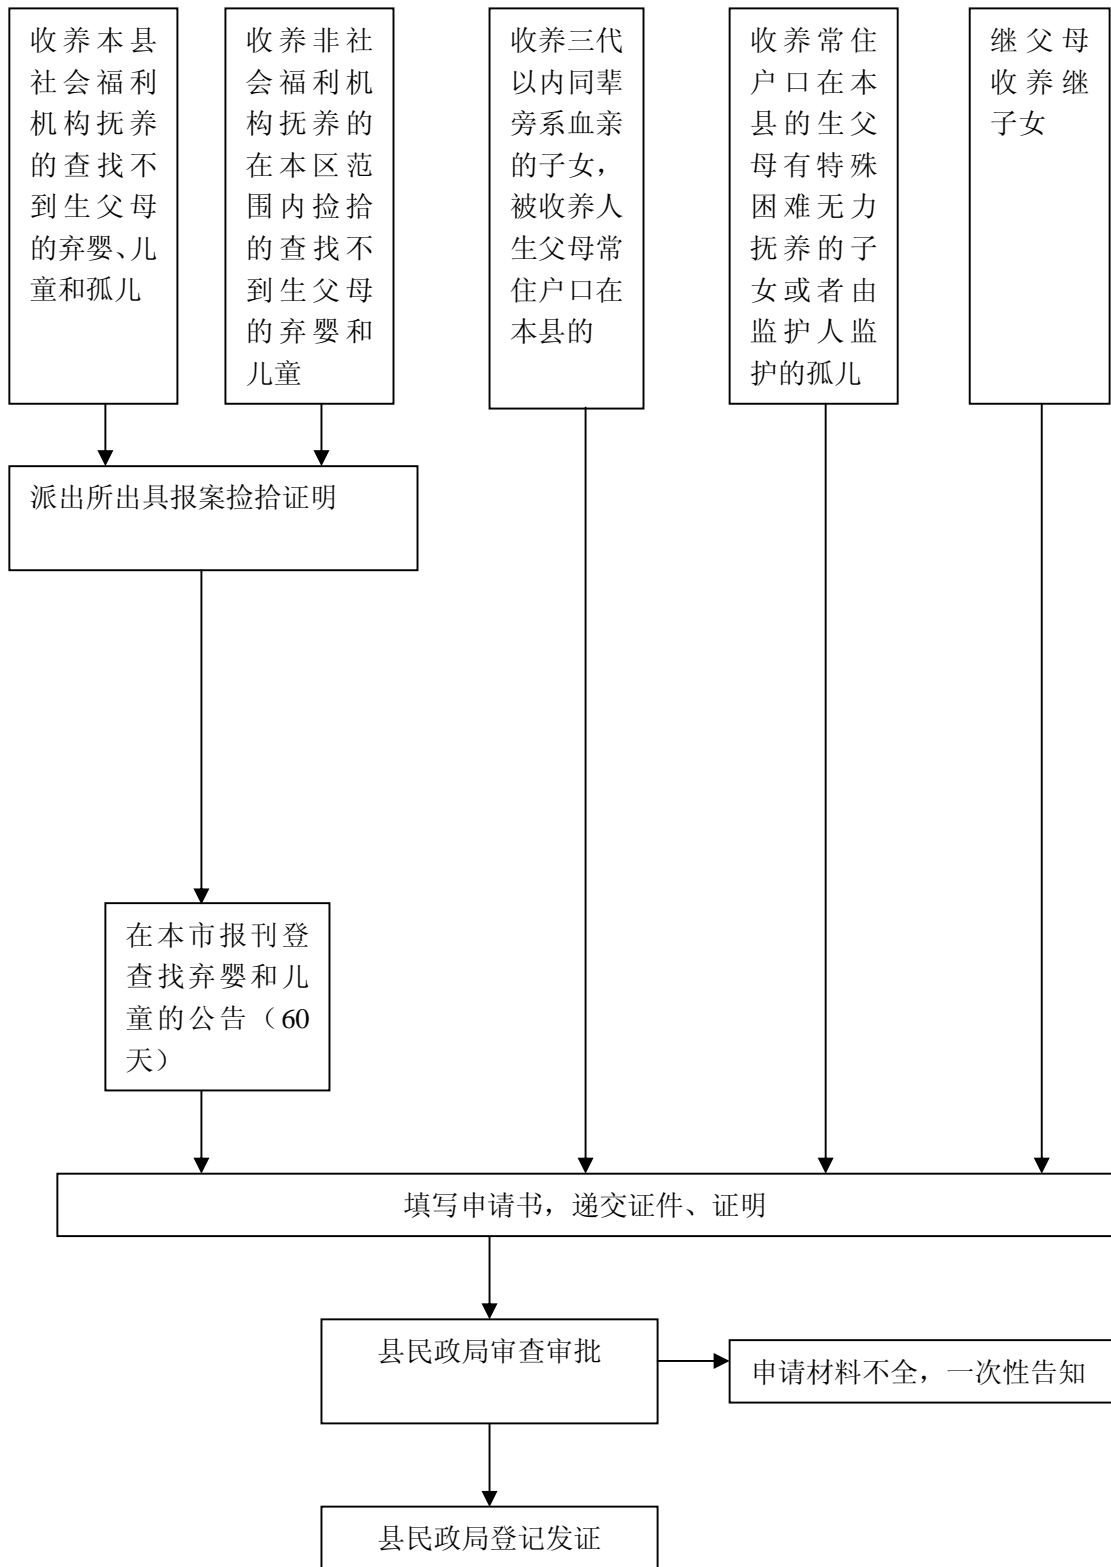 收养本县
社会福利
机构抚养
的查找不
到生父母
的弃婴、儿
童和孤儿
收养非社
会福利机
构抚养的
在本区范
围内捡拾
的查找不
到生父母
的弃婴和
儿童
收养三代
以内同辈
旁系血亲
的子女，
被收养人
生父母常
住户口在
本县的
收养常住
户口在本
县的生父
母有特殊
困难无力
抚养的子
女或者由
监护人监
护的孤儿
继父母
收养继
子女
派出所出具报案捡拾证明
在本市报刊登
查找弃婴和儿
童的公告（60
天）
填写申请书，递交证件、证明
县民政局审查审批
申请材料不全，一次性告知
县民政局登记发证